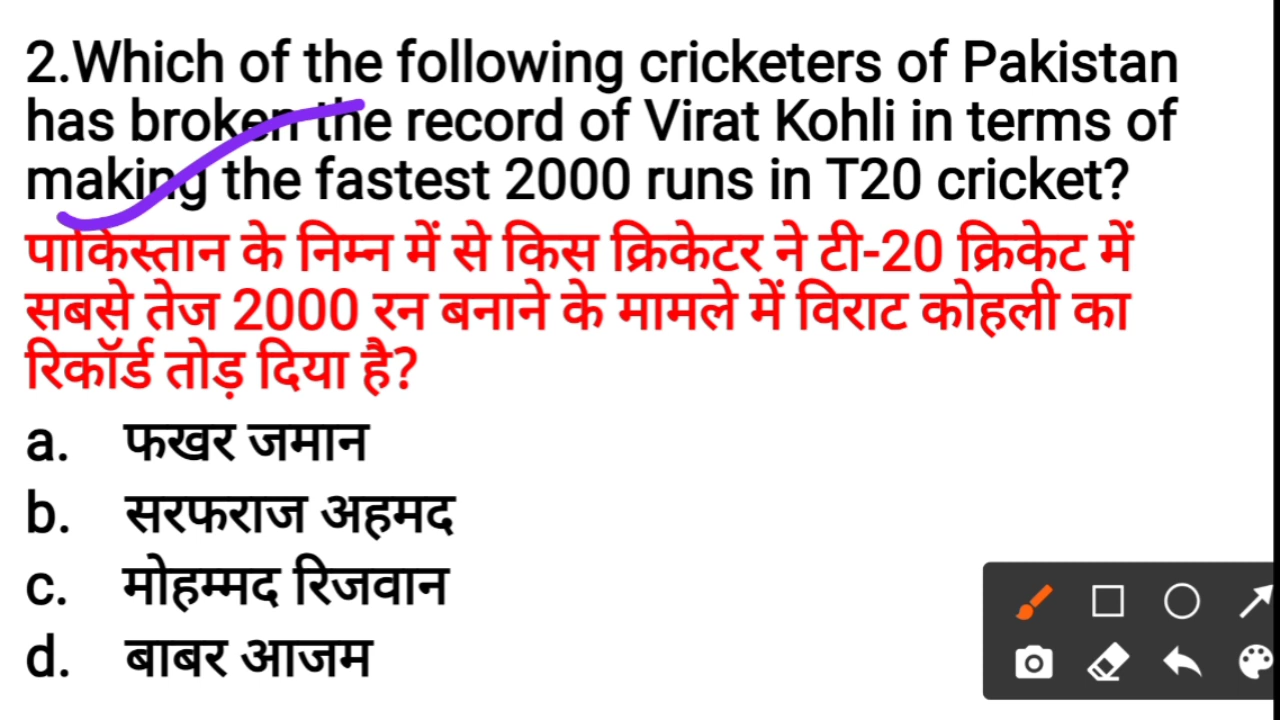 2.Which of the following cricketers of Pakistan
has broken the record of Virat Kohli in terms of
making the fastest 2000 runs in T20 cricket?
पाकिस्तान के निम्न में से किस क्रिकेटर ने टी-20 क्रिकेट में
सबसे तेज 2000 रन बनाने के मामले में विराट कोहली का
रिकॉर्ड तोड़ दिया है?
a. फखर जमान
b. सरफराज अहमद
c. मोहम्मद रिजवान
d. बाबर आजम